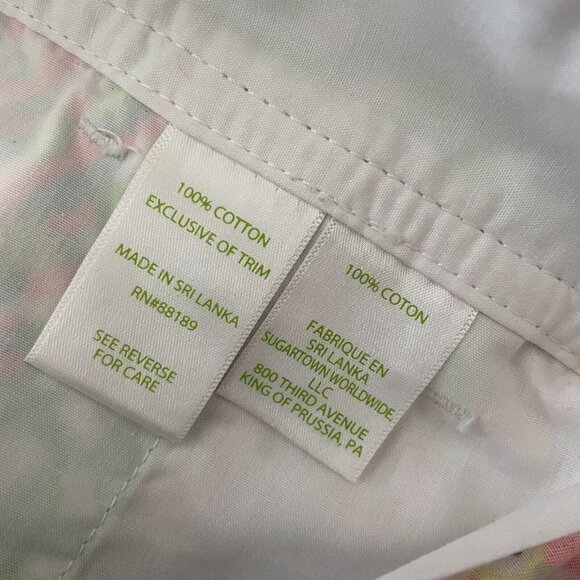 100% COTTON
EXCLUSIVE OF TRIM
MADE IN SRI LANKA
RN#88189
SEE REVERSE
FOR CARE
100% COTON
FABRIQUE EN
SRI LANKA
SUGARTOWN WORLDWIDE,
LLC
800 THIRD AVENUE
KING OF PRUSSIA, PA